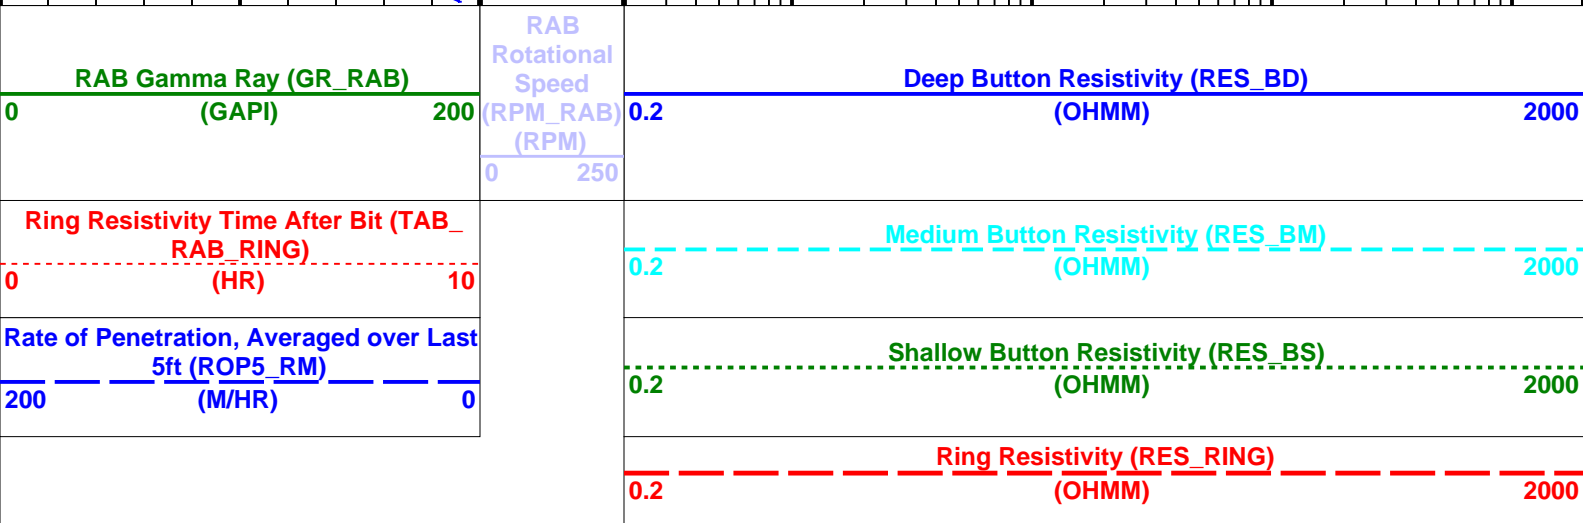 RAB Gamma Ray (GR_RAB)
0 (GAPI) 200
RAB
Rotational
Speed
(RPM_RAB)
(RPM)
0 250
Deep Button Resistivity (RES_BD)
0.2 (OHMM) 2000
Ring Resistivity Time After Bit (TAB_
RAB_RING)
0 (HR) 10
Medium Button Resistivity (RES_BM)
0.2 (OHMM) 2000
Rate of Penetration, Averaged over Last
5ft (ROP5_RM)
200 (M/HR) 0
Shallow Button Resistivity (RES_BS)
0.2 (OHMM) 2000
Ring Resistivity (RES_RING)
0.2 (OHMM) 2000